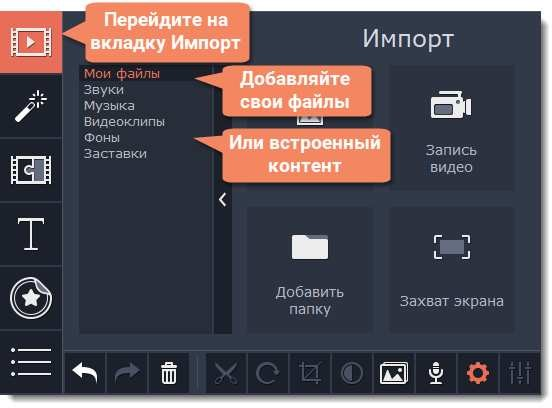 Перейдите на
вкладку Импорт
Импорт
Мои файлы
Звуки
Музыка
Видеоклипы
Фоны
Заставки
Добавляйте
свои файлы
Или встроенный
контент
Запись
видео
Добавить
папку
Захват экрана
T